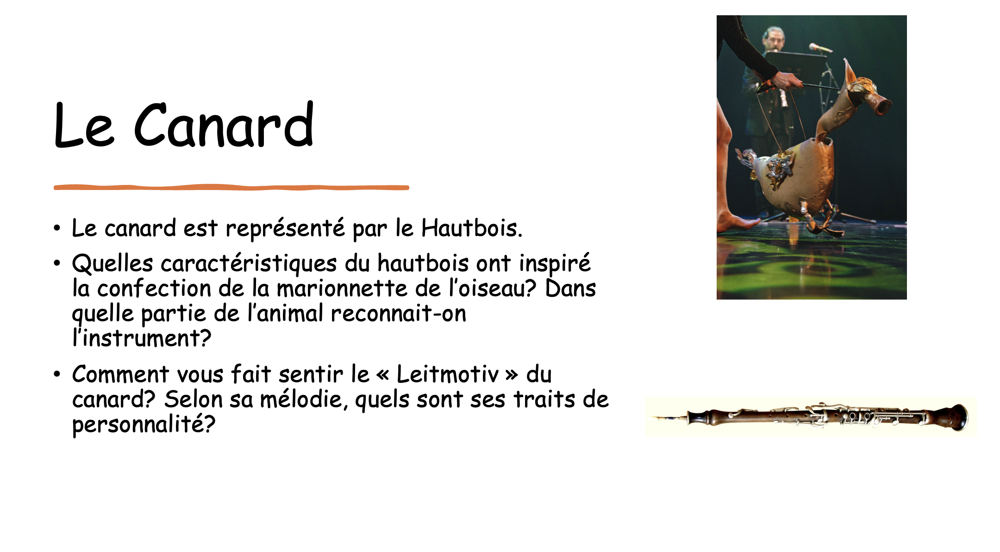 Le Canard
• Le canard est représenté par le Hautbois.
• Quelles caractéristiques du hautbois ont inspiré
la confection de la marionnette de l’oiseau? Dans
quelle partie de l’animal reconnait-on
l’instrument?
• Comment vous fait sentir le « Leitmotiv » du
canard? Selon sa mélodie, quels sont ses traits de
personnalité?